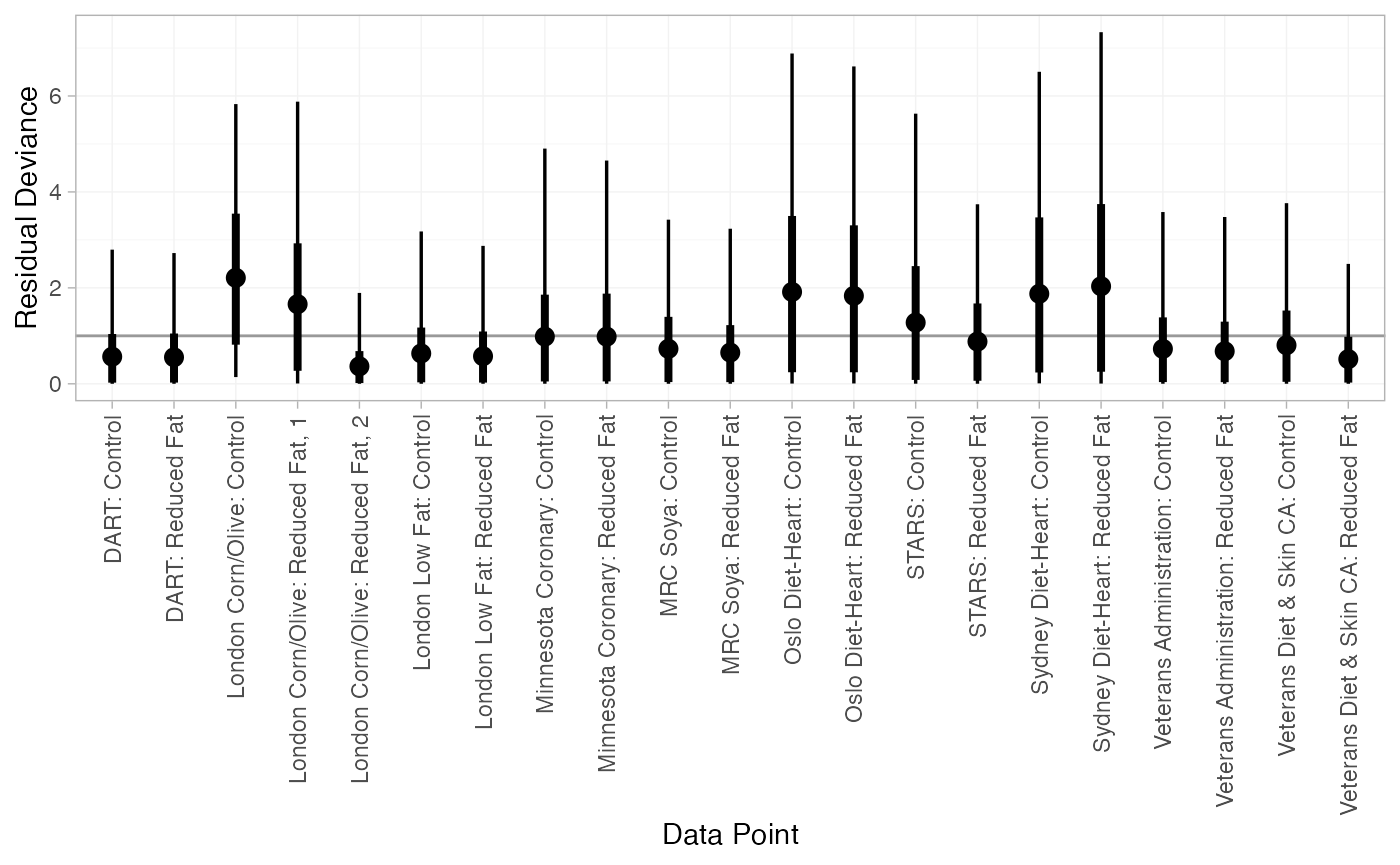 Residual Deviance
6
4
2
0
DART: Control
DART: Reduced Fat
London Corn/Olive: Control
London Corn/Olive: Reduced Fat, 1
London Corn/Olive: Reduced Fat, 2
London Low Fat: Control
London Low Fat: Reduced Fat
Minnesota Coronary: Control
Minnesota Coronary: Reduced Fat
MRC Soya: Control
MRC Soya: Reduced Fat
Oslo Diet-Heart: Control
Oslo Diet-Heart: Reduced Fat
STARS: Control
STARS: Reduced Fat
Sydney Diet-Heart: Control
Sydney Diet-Heart: Reduced Fat
Veterans Administration: Control
Veterans Administration: Reduced Fat
Veterans Diet & Skin CA: Control
Veterans Diet & Skin CA: Reduced Fat
Data Point